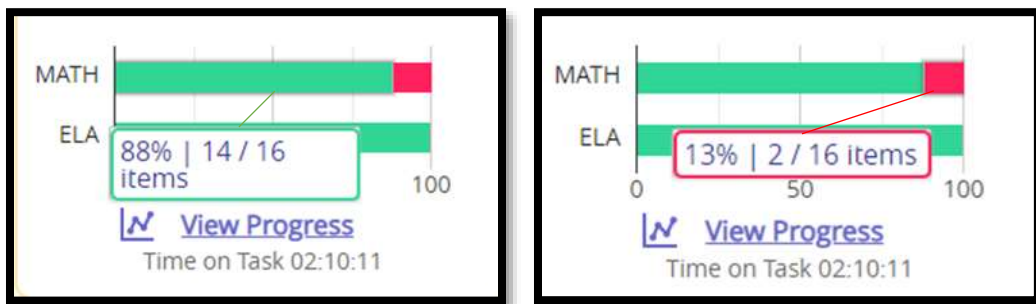 MATH
ELA
88% | 14 / 16
items
100
View Progress
Time on Task 02:10:11
MATH
ELA
13% | 2 / 16 items
0 50 100
View Progress
Time on Task 02:10:11